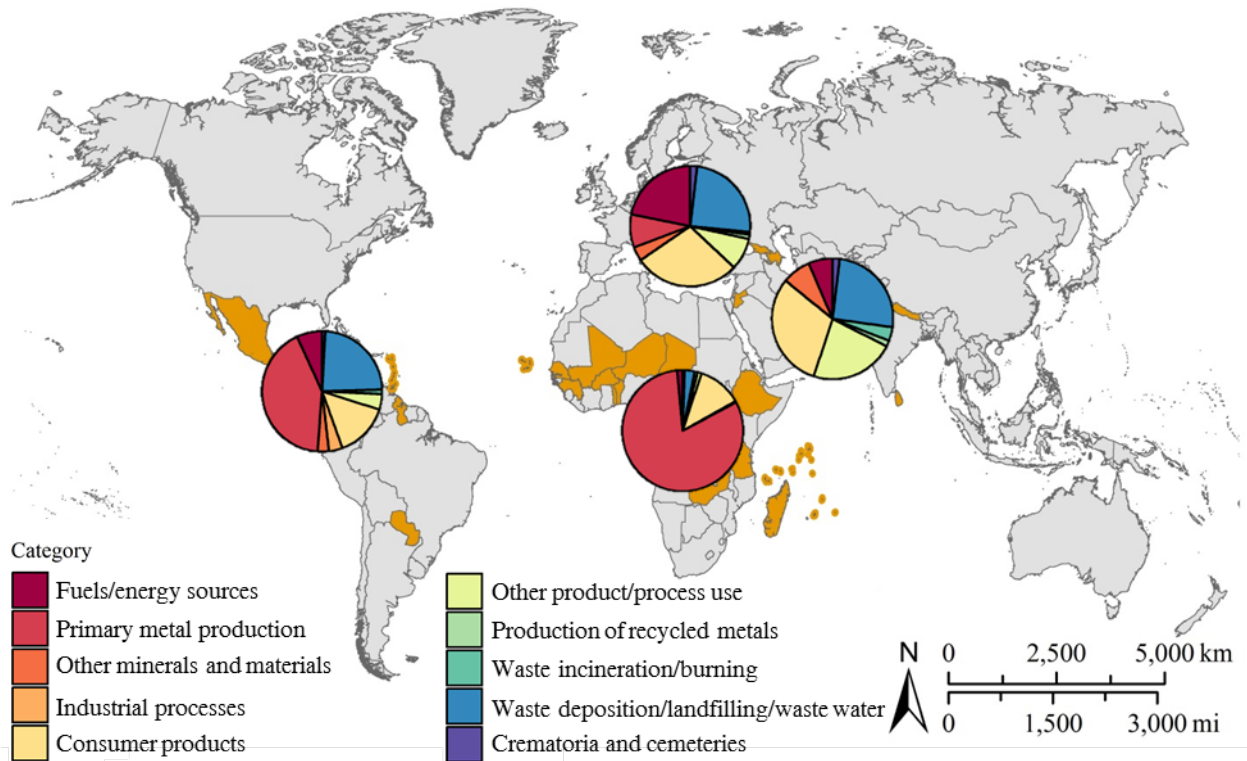 Category
Fuels/energy sources
Primary metal production
Other minerals and materials
Industrial processes
Consumer products
Other product/process use
Production of recycled metals
Waste incineration/burning
Waste deposition/landfilling/waste water
Crematoria and cemeteries
N
0 2,500 5,000 km
0 1,500 3,000 mi